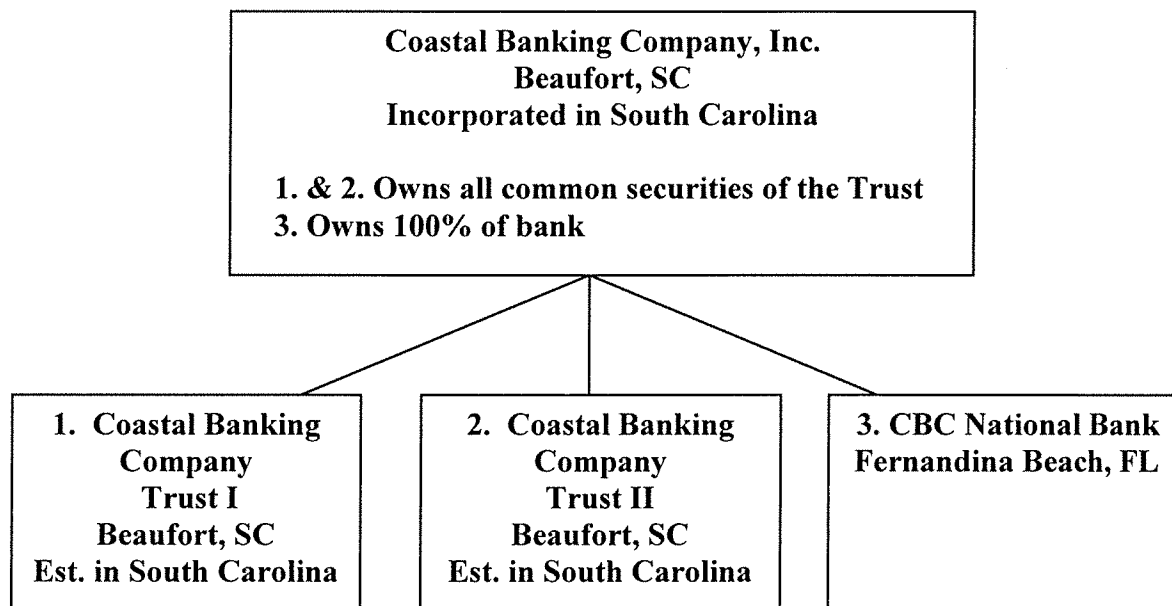 Coastal Banking Company, Inc.
Beaufort, SC
Incorporated in South Carolina
1. & 2. Owns all common securities of the Trust
3. Owns 100% of bank
1. Coastal Banking
Company
Trust I
Beaufort, SC
Est. in South Carolina
2. Coastal Banking
Company
Trust II
Beaufort, SC
Est. in South Carolina
3. CBC National Bank
Fernandina Beach, FL